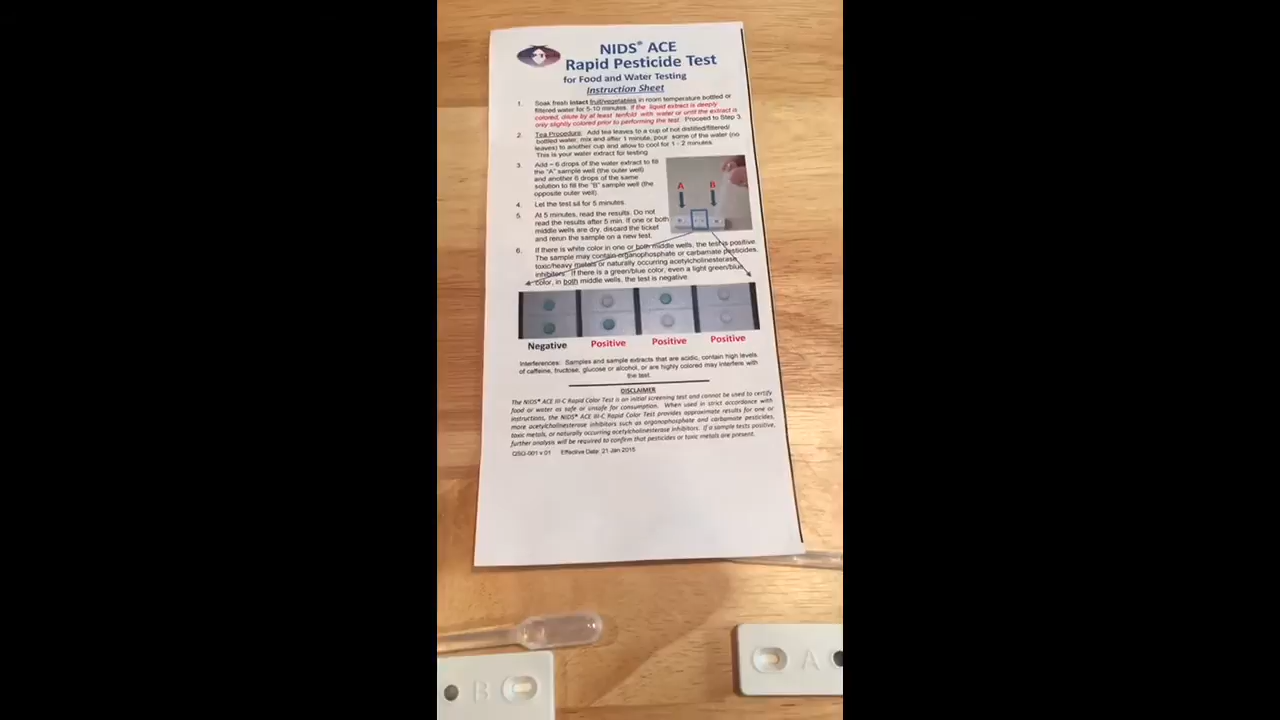 NIDS® ACE
Rapid Pesticide Test
for Food and Water Testing
Instruction Sheet
1. Soak fresh intact fruit/vegetables in room temperature bottled or
filtered water for 5-10 minutes. If the liquid extract is deeply
colored, dilute by at least tenfold with water or until the extract is
only slightly colored prior to performing the test. Proceed to Step 3.
2. Tea Procedure: Add tea leaves to a cup of hot distilled/filtered/
bottled water, mix and after 1 minute, pour some of the water (no
leaves) to another cup and allow to cool for 1 - 2 minutes.
This is your water extract for testing.
3. Add ~ 6 drops of the water extract to fill
the "A" sample well (the outer well)
and another 6 drops of the same
solution to fill the "B" sample well (the
opposite outer well).
A B
4. Let the test sit for 5 minutes.
5. At 5 minutes, read the results. Do not
read the results after 5 min. If one or both
middle wells are dry, discard the ticket
and rerun the sample on a new test.
6. If there is white color in one or both middle wells, the test is positive.
The sample may contain organophosphate or carbamate pesticides,
toxic/heavy metals or naturally occurring acetylcholinesterase
inhibitors. If there is a green/blue color, even a light green/blue
color, in both middle wells, the test is negative.
Negative Positive Positive Positive
Interferences: Samples and sample extracts that are acidic, contain high levels
of caffeine, fructose, glucose or alcohol, or are highly colored may interfere with
the test.
DISCLAIMER
The NIDS® ACE III-C Rapid Color Test is an initial screening test and cannot be used to certify
food or water as safe or unsafe for consumption. When used in strict accordance with
instructions, the NIDS® ACE III-C Rapid Color Test provides approximate results for one or
more acetylcholinesterase inhibitors such as organophosphate and carbamate pesticides,
toxic metals, or naturally occurring acetylcholinesterase inhibitors. If a sample tests positive,
further analysis will be required to confirm that pesticides or toxic metals are present.
QSG-001 v 01 Effective Date: 21 Jan 2015
B
A